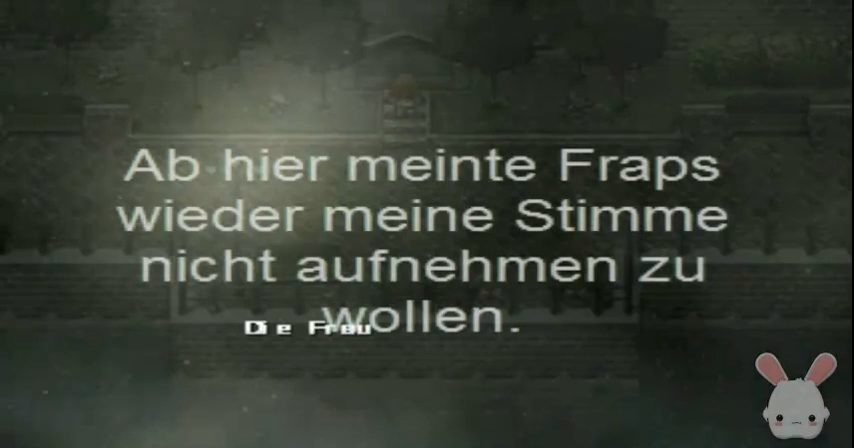 Ab hier meinte Fraps
wieder meine Stimme
nicht aufnehmen zu
wollen.
Die Frau